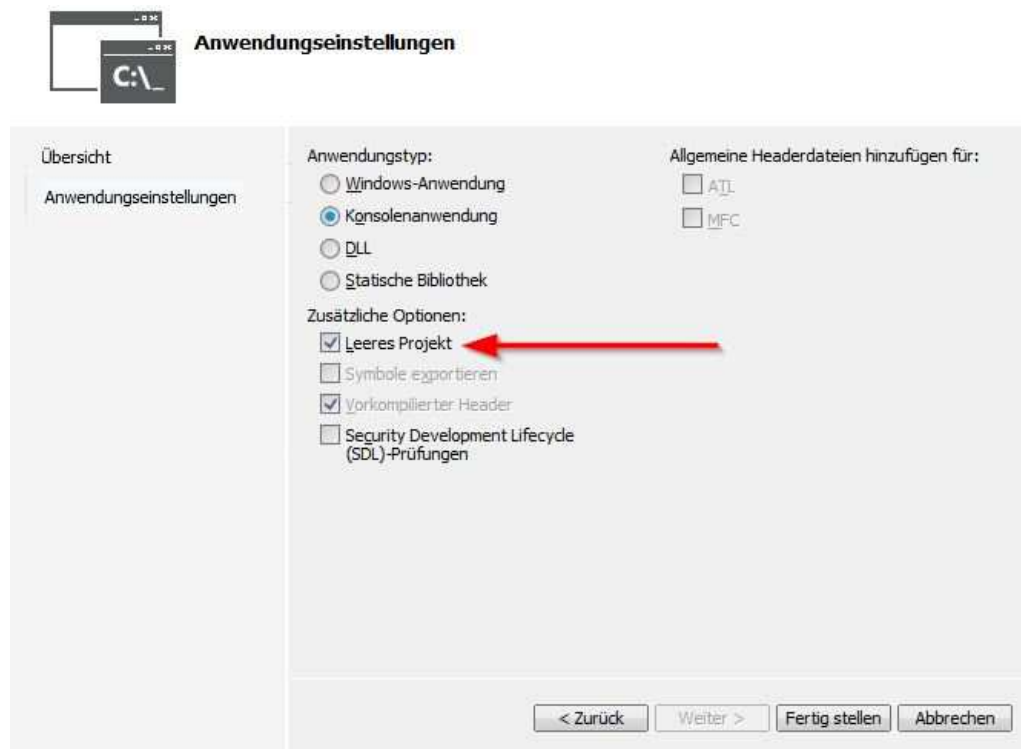 C:\_
Anwendungseinstellungen
Übersicht
Anwendungseinstellungen
Anwendungstyp:
Windows-Anwendung
Konsolenanwendung
DLL
Statische Bibliothek
Zusätzliche Optionen:
Leeres Projekt
Symbole exportieren
Vorkompilierter Header
Security Development Lifecycle
(SDL)-Prüfungen
Allgemeine Headerdateien hinzufügen für:
ATL
MFC
< Zurück
Weiter >
Fertig stellen
Abbrechen